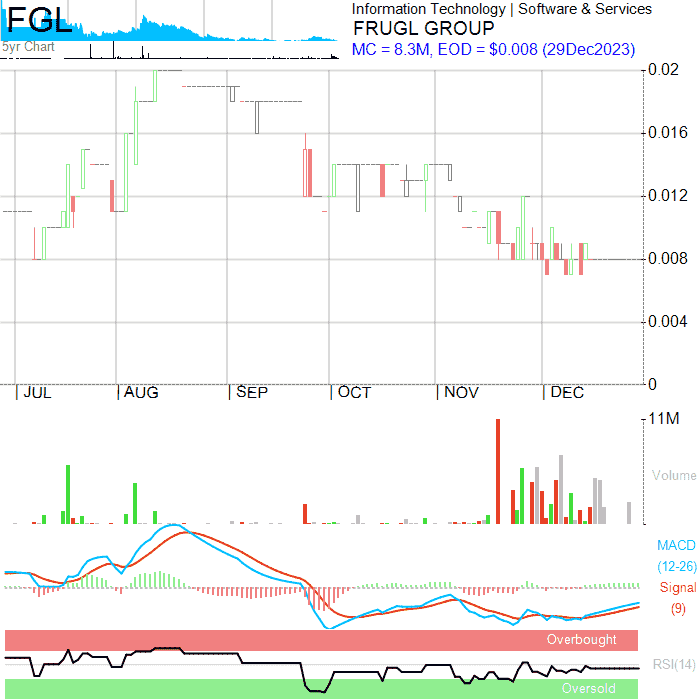 FGL
5yr Chart
Information Technology | Software & Services
FRUGL GROUP
MC = 8.3M, EOD = $0.008 (29Dec2023)
0.02
0.016
0.012
0.008
0.004
0
| JUL | AUG | SEP | OCT | NOV | DEC
11M
Volume
MACD
(12-26)
Signal
(9)
Overbought
RSI(14)
Oversold